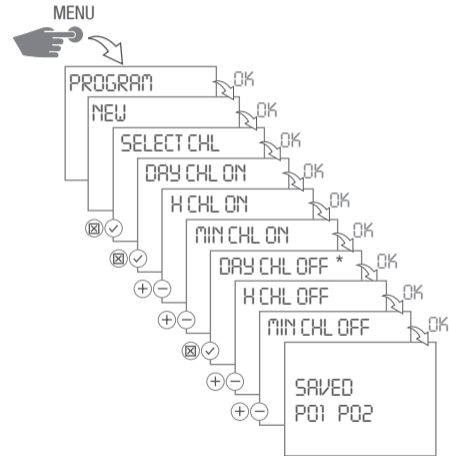 MENU
PROGRAM
OK
NEW
OK
SELECT CHL
OK
DAY CHL ON
OK
H CHL ON
OK
MIN CHL ON
OK
DAY CHL OFF *
OK
H CHL OFF
OK
MIN CHL OFF
OK
SAVED
P01 P02